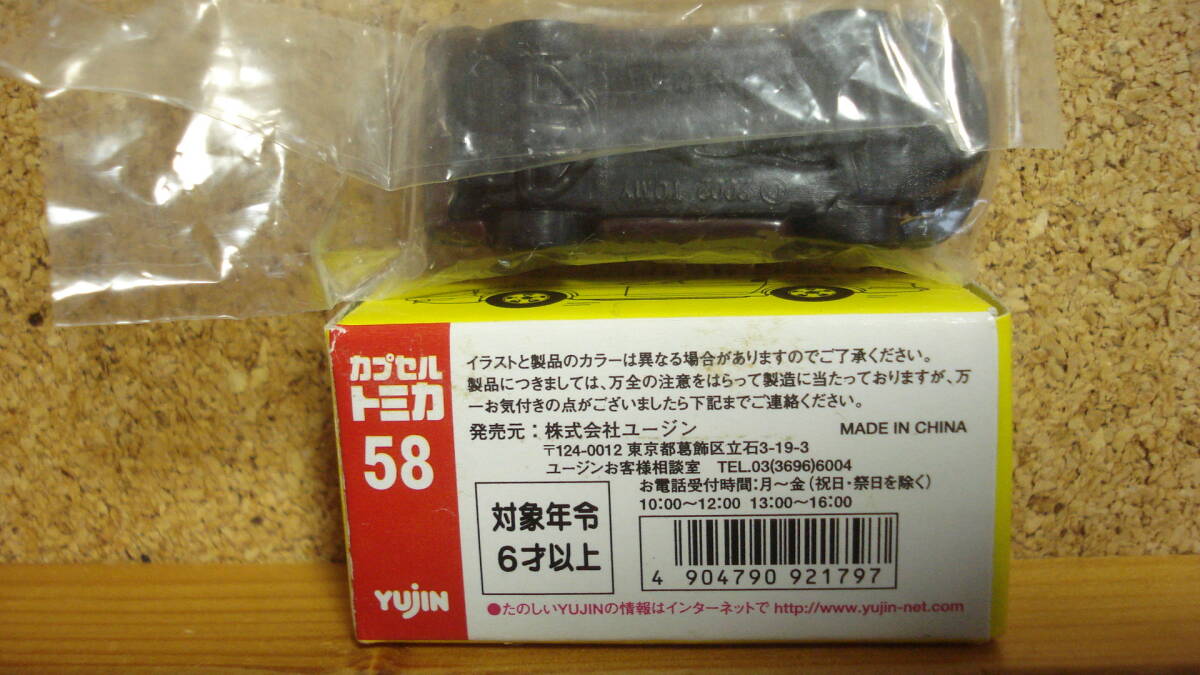 © 2002 TOMY
カプセル
トミカ
58
YUJIN
イラストと製品のカラーは異なる場合がありますのでご了承ください。
製品につきましては、万全の注意をはらって製造に当たっておりますが、万
一お気付きの点がございましたら下記までご連絡ください。
発売元：株式会社ユージン MADE IN CHINA
〒124-0012 東京都葛飾区立石3-19-3
ユージンお客様相談室 TEL.03(3696)6004
お電話受付時間：月〜金（祝日・祭日を除く）
10:00〜12:00 13:00〜16:00
対象年令
6才以上
4 904790 921797
●たのしいYUJINの情報はインターネットで http://www.yujin-net.com